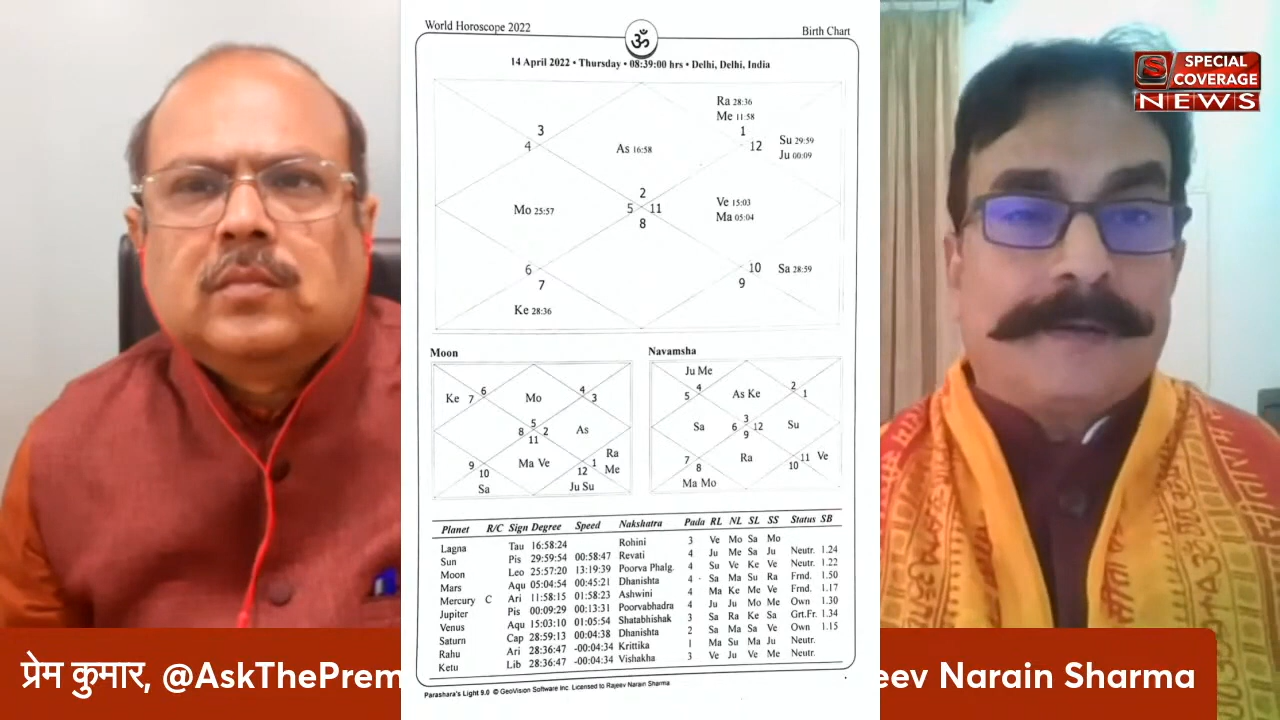 World Horoscope 2022
Birth Chart
ॐ
14 April 2022 • Thursday • 08:39:00 hrs • Delhi, Delhi, India
Ra 28:36
Me 11:58
3
1
4
As 16:58
12
Su 29:59
Ju 00:09
2
Mo 25:57
5
11
Ve 15:03
Ma 05:04
8
6
10
Sa 28:59
7
9
Ke 28:36
Moon
Ke
7
6
Mo
4
3
5
8
2
As
11
9
10
Ma Ve
12
1
Ra
Me
Sa
Ju Su
Navamsha
Ju Me
4
5
As Ke
2
1
3
Sa
6
12
Su
9
7
8
Ra
11
Ve
10
Ma Mo
Planet R/C Sign Degree Speed Nakshatra Pada RL NL SL SS Status SB
Lagna Tau 16:58:24 Rohini 3 Ve Mo Sa Mo
Sun Pis 29:59:54 00:58:47 Revati 4 Ju Me Sa Ju Neutr. 1.24
Moon Leo 25:57:20 13:19:39 Poorva Phalg. 4 Su Ve Ke Ve Neutr. 1.22
Mars Aqu 05:04:54 00:45:21 Dhanishta 4 Sa Ma Su Ra Frnd. 1.50
Mercury C Ari 11:58:15 01:58:23 Ashwini 4 Ma Ke Me Ve Frnd. 1.17
Jupiter Pis 00:09:29 00:13:31 Poorvabhadra 4 Ju Ju Mo Me Own 1.30
Venus Aqu 15:03:10 01:05:54 Shatabhishak 3 Sa Ra Ke Sa Grt.Fr. 1.34
Saturn Cap 28:59:13 00:04:38 Dhanishta 2 Sa Ma Sa Ve Own 1.15
Rahu Ari 28:36:47 -00:04:34 Krittika 1 Ma Su Ma Ju Neutr.
Ketu Lib 28:36:47 -00:04:34 Vishakha 3 Ve Ju Ve Me Neutr.
Parashara's Light 9.0 © GeoVision Software Inc. Licensed to Rajeev Narain Sharma
S SPECIAL
COVERAGE
NEWS
प्रेम कुमार, @AskThePrem
eev Narain Sharma